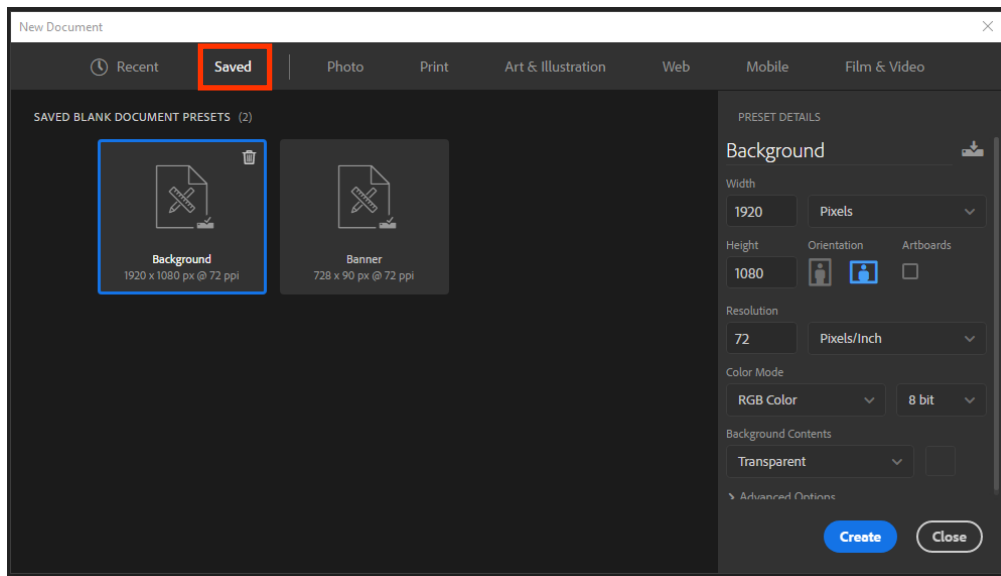 New Document
Recent Saved Photo Print Art & Illustration Web Mobile Film & Video
SAVED BLANK DOCUMENT PRESETS (2)
Background
1920 x 1080 px @ 72 ppi
Banner
728 x 90 px @ 72 ppi
PRESET DETAILS
Background
Width
1920 Pixels
Height Orientation Artboards
1080
Resolution
72 Pixels/Inch
Color Mode
RGB Color 8 bit
Background Contents
Transparent
Advanced Options
Create Close